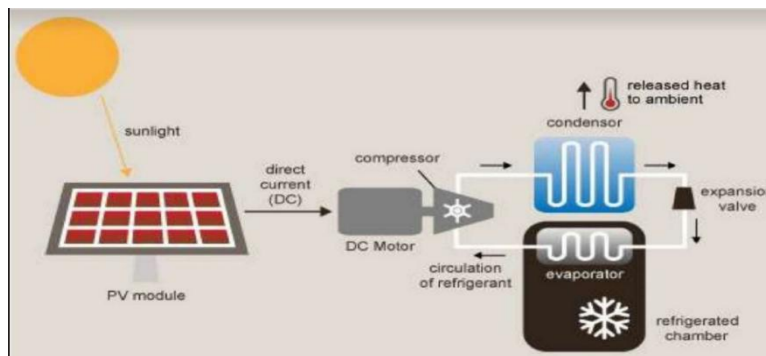 released heat
to ambient
condensor
sunlight
compressor
direct
current
(DC)
expansion
valve
DC Motor
evaporator
circulation
of refrigerant
PV module
refrigerated
chamber